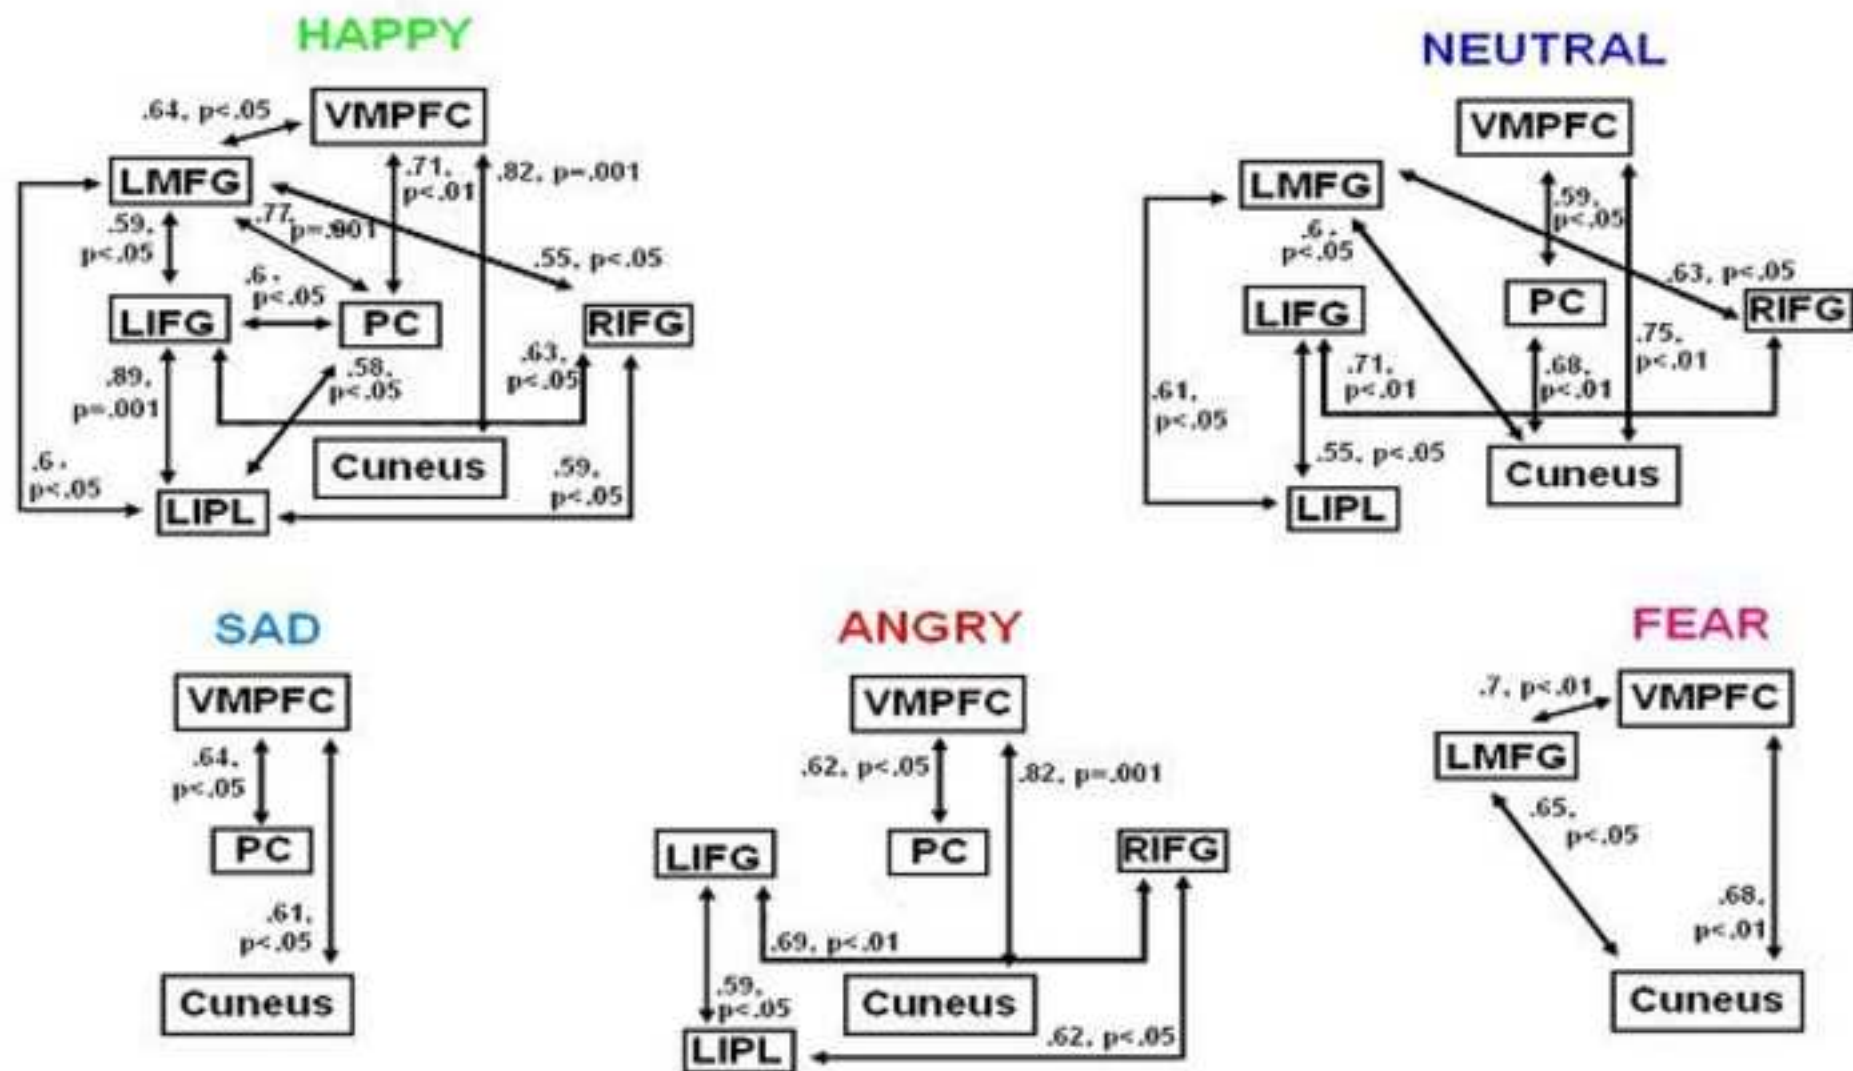 HAPPY
VMPFC
.64, p<.05
LMFG
.71,
p<.01
.82, p=.001
.59,
p<.05
.77,
.55, p<.05
.6,
p<.05
LIFG
PC
RIFG
.89,
p=.001
.58,
p<.05
.63,
p<.05
Cuneus
.6,
p<.05
.59,
p<.05
LIPL
NEUTRAL
VMPFC
LMFG
.59,
p<.05
.6,
p<.05
.63, p<.05
LIFG
PC
RIFG
.71,
p<.01
.68,
p<.01
.75,
p<.01
.61,
p<.05
.55, p<.05
Cuneus
LIPL
SAD
VMPFC
.64,
p<.05
PC
.61,
p<.05
Cuneus
ANGRY
VMPFC
.62, p<.05
.82, p=.001
LIFG
PC
RIFG
.69, p<.01
.59,
p<.05
Cuneus
.62, p<.05
LIPL
FEAR
.7, p<.01
VMPFC
LMFG
.65,
p<.05
.68,
p<.01
Cuneus